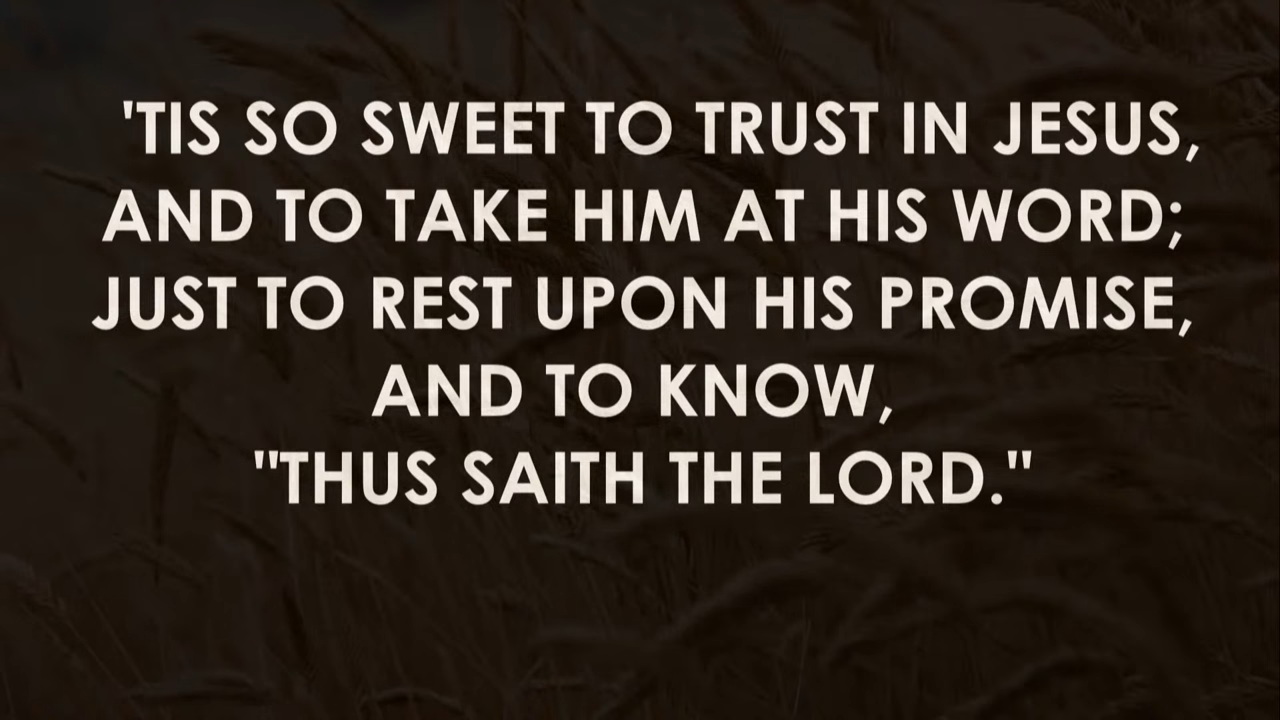 'TIS SO SWEET TO TRUST IN JESUS,
AND TO TAKE HIM AT HIS WORD;
JUST TO REST UPON HIS PROMISE,
AND TO KNOW,
"THUS SAITH THE LORD."